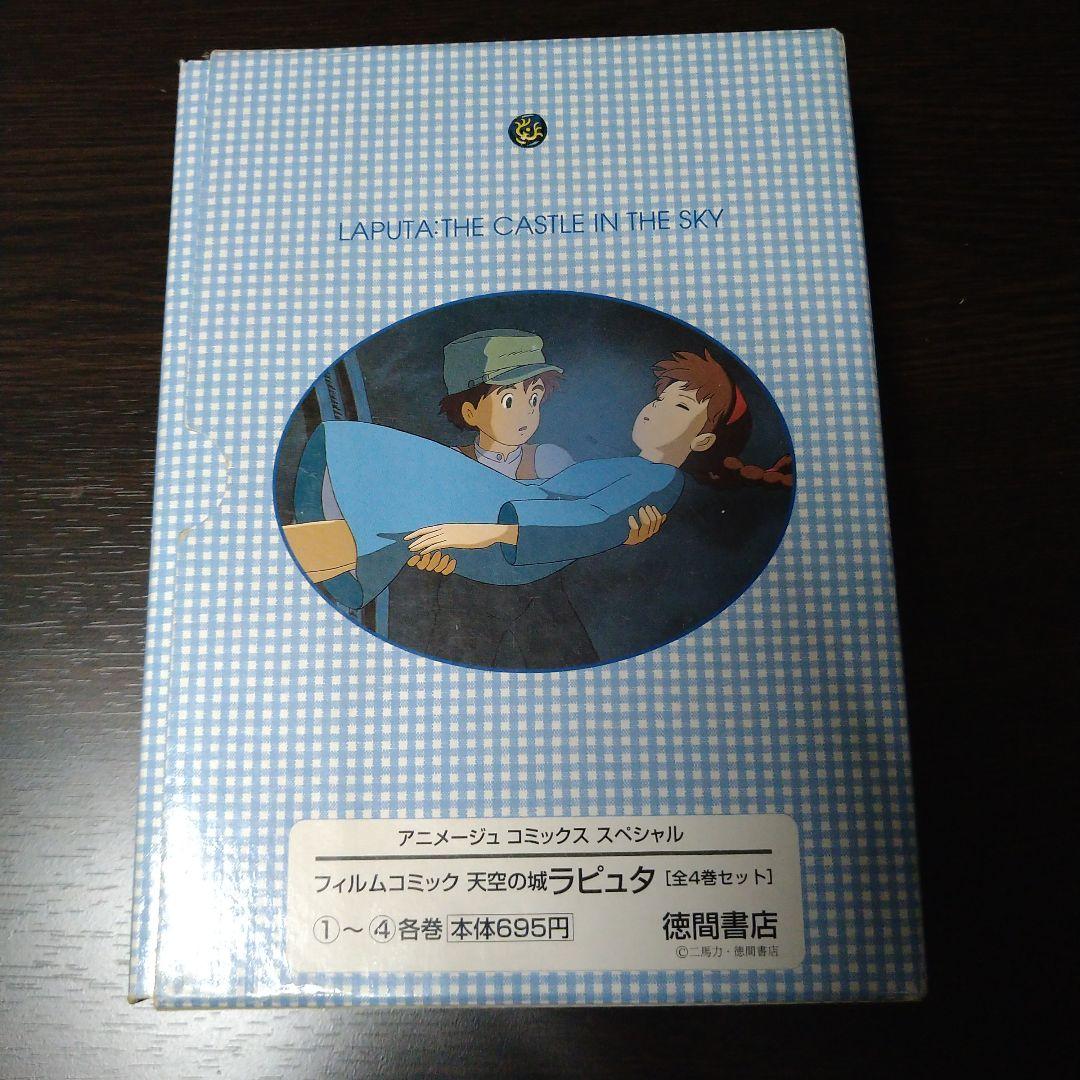 LAPUTA:THE CASTLE IN THE SKY
アニメージュ コミックス スペシャル
フィルムコミック 天空の城ラピュタ [全4巻セット]
①〜④各巻 本体695円 徳間書店
©二馬力・徳間書店